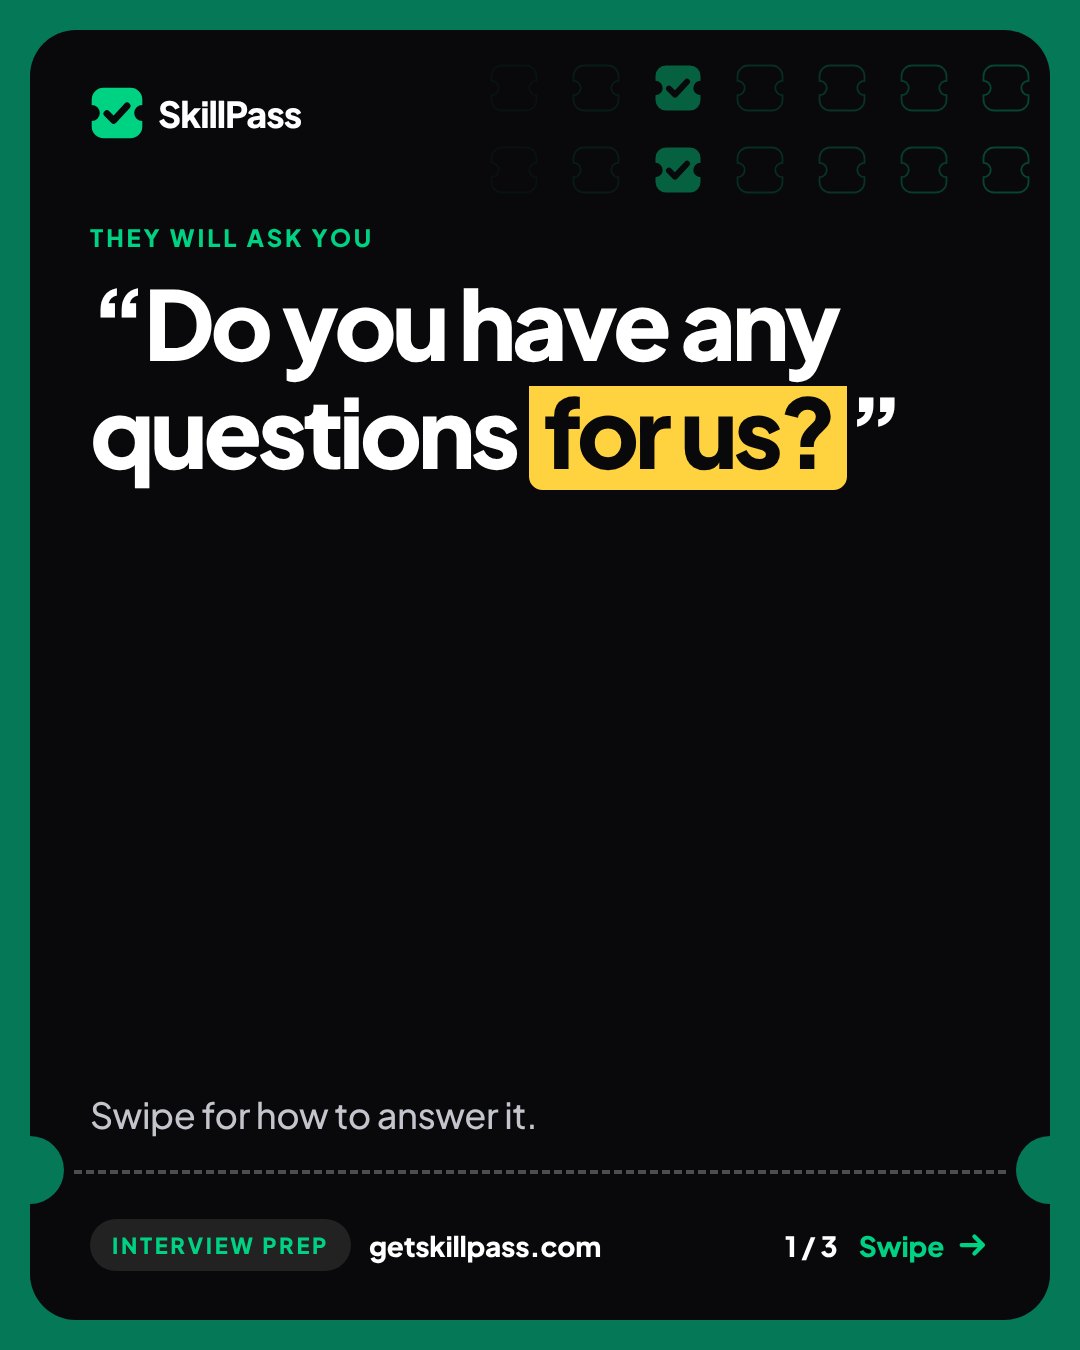 SkillPass
THEY WILL ASK YOU
“Do you have any
questions for us?”
Swipe for how to answer it.
INTERVIEW PREP getskillpass.com 1 / 3 Swipe →